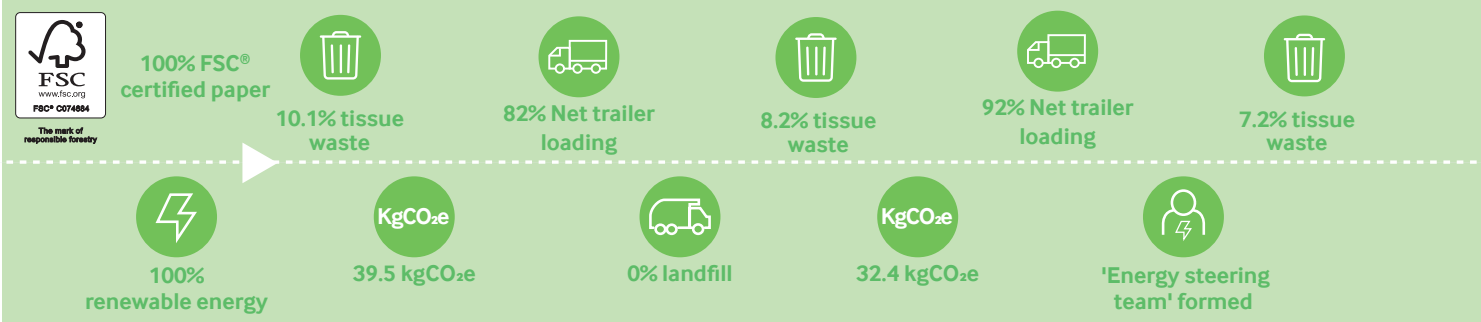 FSC
www.fsc.org
FSC® C074684
The mark of
responsible forestry
100% FSC®
certified paper
10.1% tissue
waste
82% Net trailer
loading
8.2% tissue
waste
92% Net trailer
loading
7.2% tissue
waste
100%
renewable energy
KgCO₂e
39.5 kgCO₂e
0% landfill
KgCO₂e
32.4 kgCO₂e
'Energy steering
team' formed